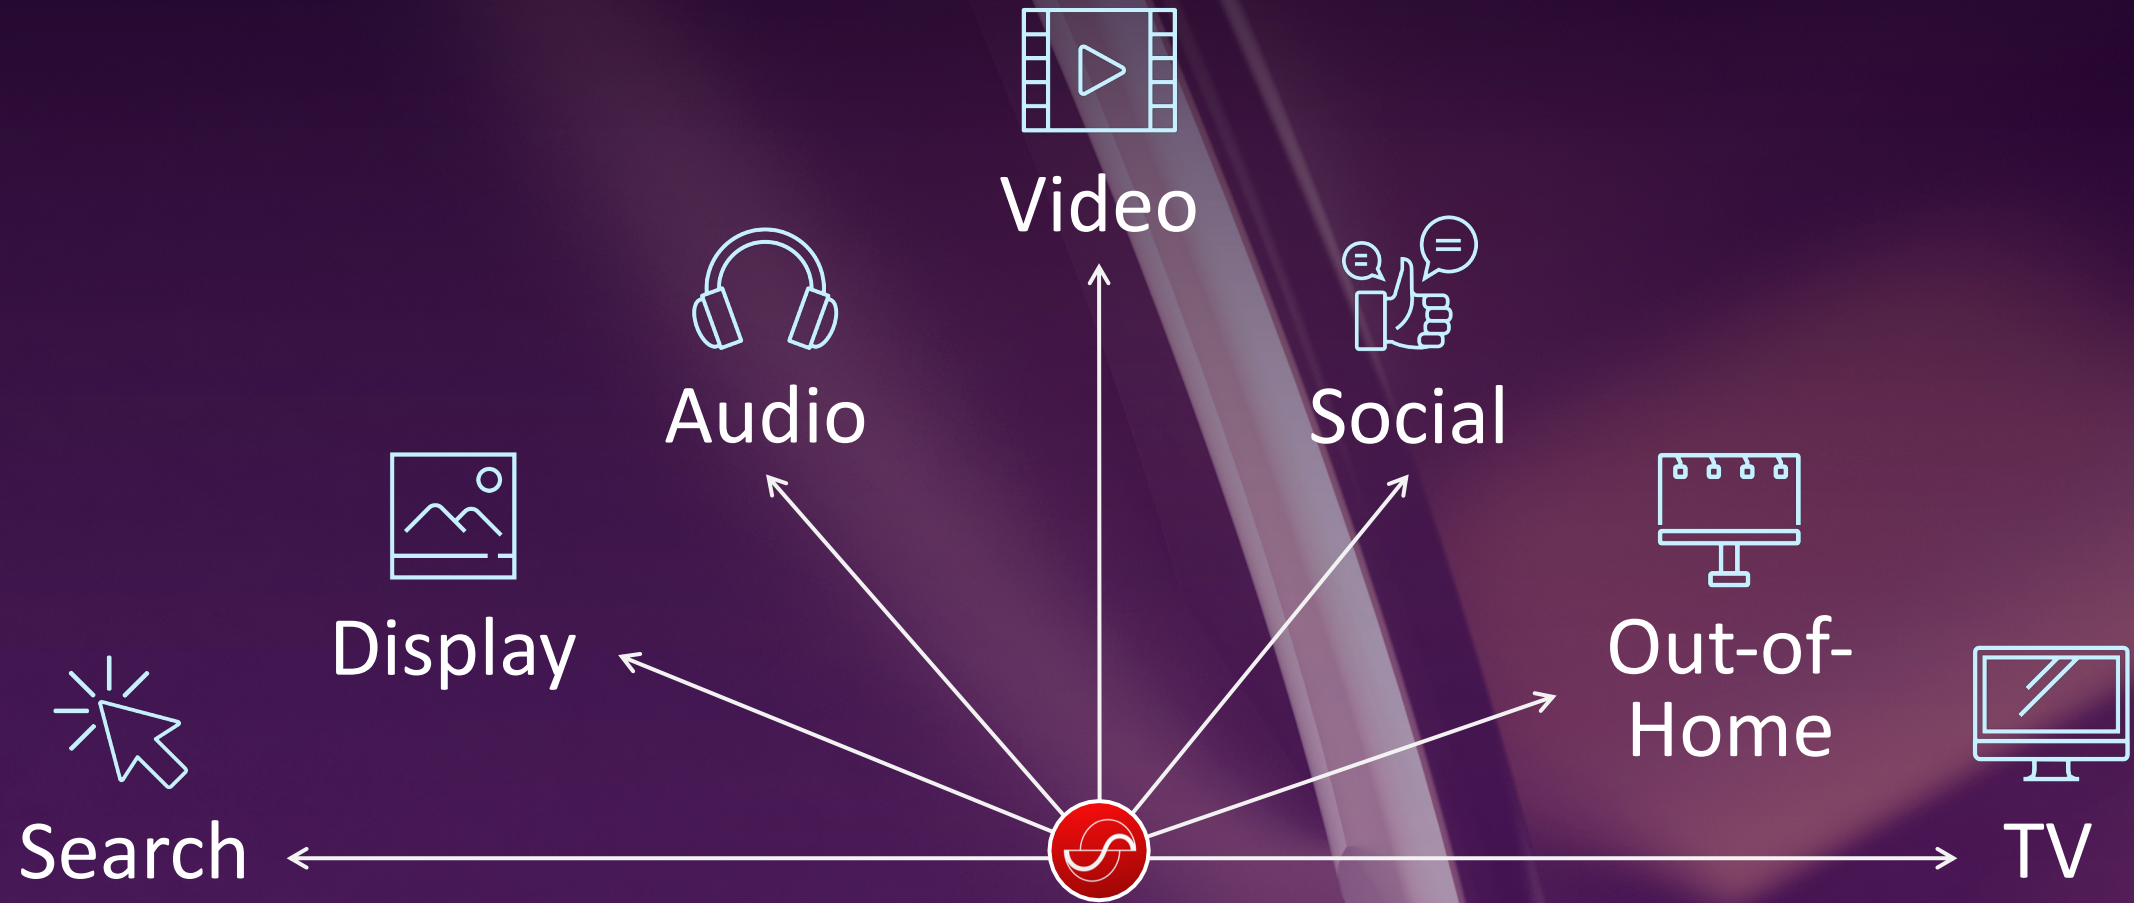 Video
Audio
Social
Display
Out-of-
Home
Search
TV